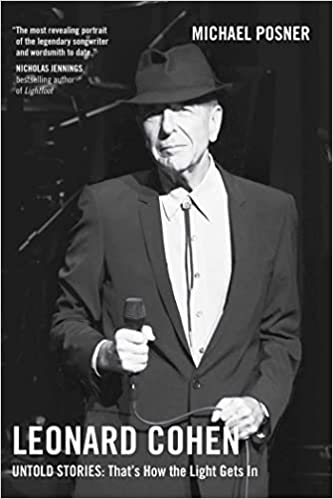 MICHAEL POSNER
"The most revealing portrait
of the legendary songwriter
and wordsmith to date."
NICHOLAS JENNINGS,
bestselling author
of Lightfoot
LEONARD COHEN
UNTOLD STORIES: That's How the Light Gets In